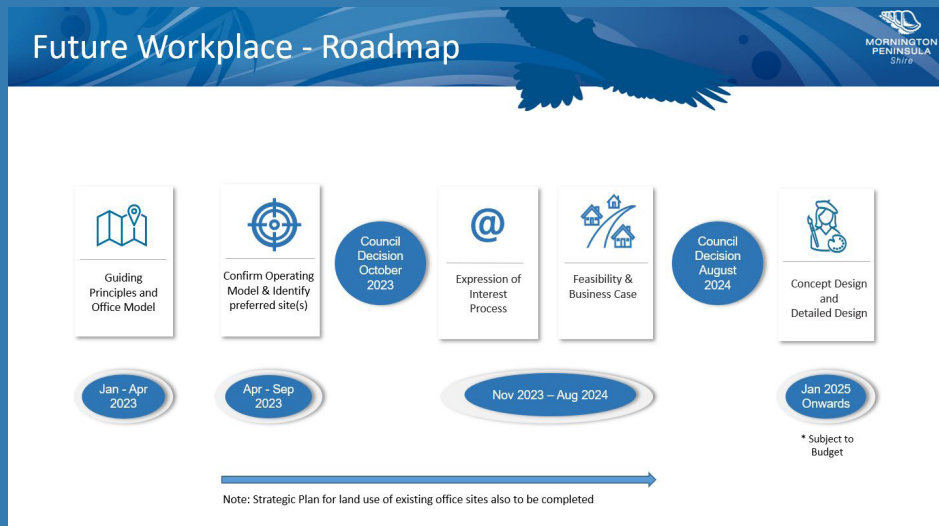 Future Workplace - Roadmap
MORNINGTON
PENINSULA
Shire
Guiding
Principles and
Office Model
Confirm Operating
Model & Identify
preferred site(s)
Council
Decision
October
2023
@
Expression of
Interest
Process
Feasibility &
Business Case
Council
Decision
August
2024
Concept Design
and
Detailed Design
Jan - Apr
2023
Apr - Sep
2023
Nov 2023 – Aug 2024
Jan 2025
Onwards
* Subject to
Budget
Note: Strategic Plan for land use of existing office sites also to be completed